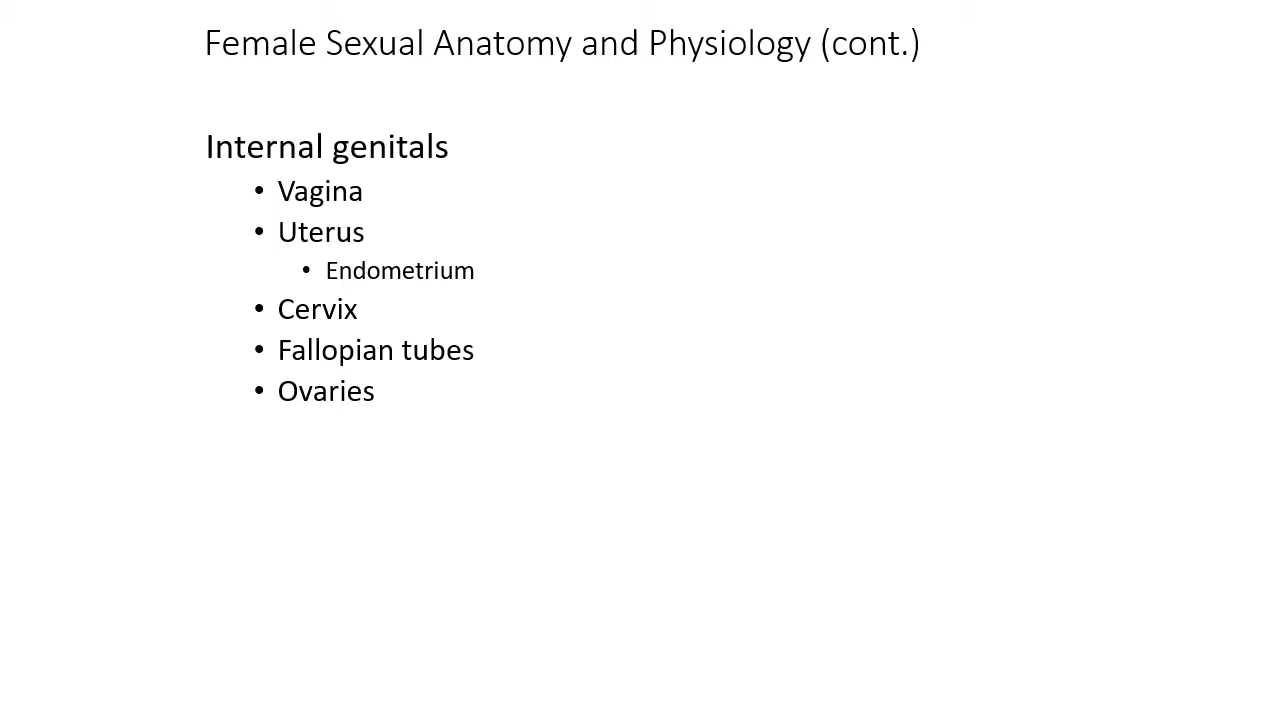 Female Sexual Anatomy and Physiology (cont.)
Internal genitals
• Vagina
• Uterus
• Endometrium
• Cervix
• Fallopian tubes
• Ovaries